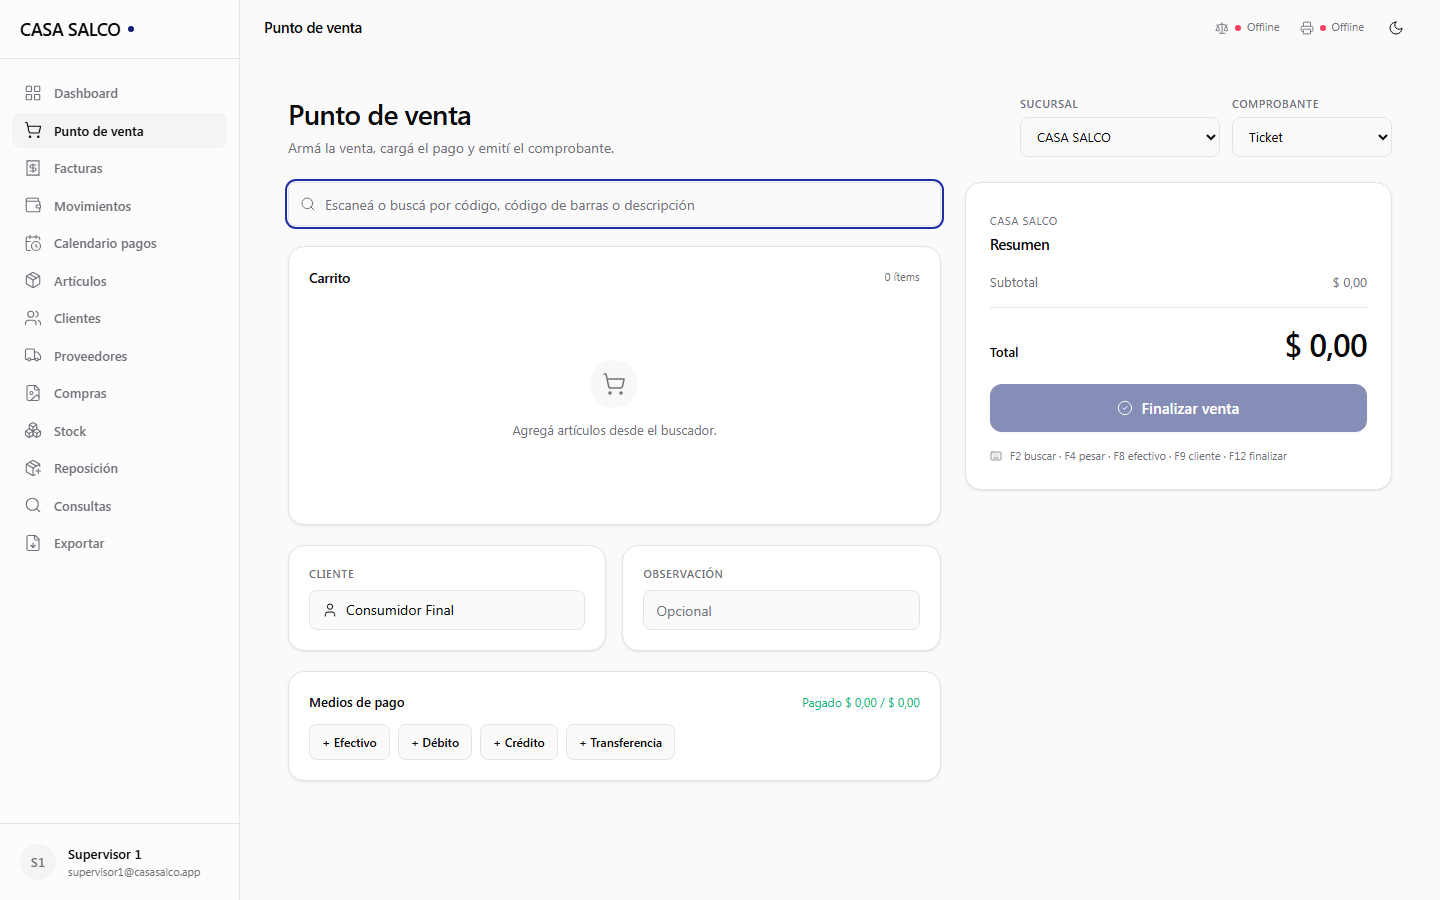 CASA SALCO
Dashboard
Punto de venta
Facturas
Movimientos
Calendario pagos
Artículos
Clientes
Proveedores
Compras
Stock
Reposición
Consultas
Exportar
S1
Supervisor 1
supervisor1@casasalco.app
Punto de venta
Offline
Offline
Punto de venta
Armá la venta, cargá el pago y emití el comprobante.
SUCURSAL
CASA SALCO
COMPROBANTE
Ticket
Escaneá o buscá por código, código de barras o descripción
Carrito
0 ítems
Agregá artículos desde el buscador.
CLIENTE
Consumidor Final
OBSERVACIÓN
Opcional
Medios de pago
Pagado $ 0,00 / $ 0,00
+ Efectivo
+ Débito
+ Crédito
+ Transferencia
CASA SALCO
Resumen
Subtotal
$ 0,00
Total
$ 0,00
Finalizar venta
F2 buscar · F4 pesar · F8 efectivo · F9 cliente · F12 finalizar